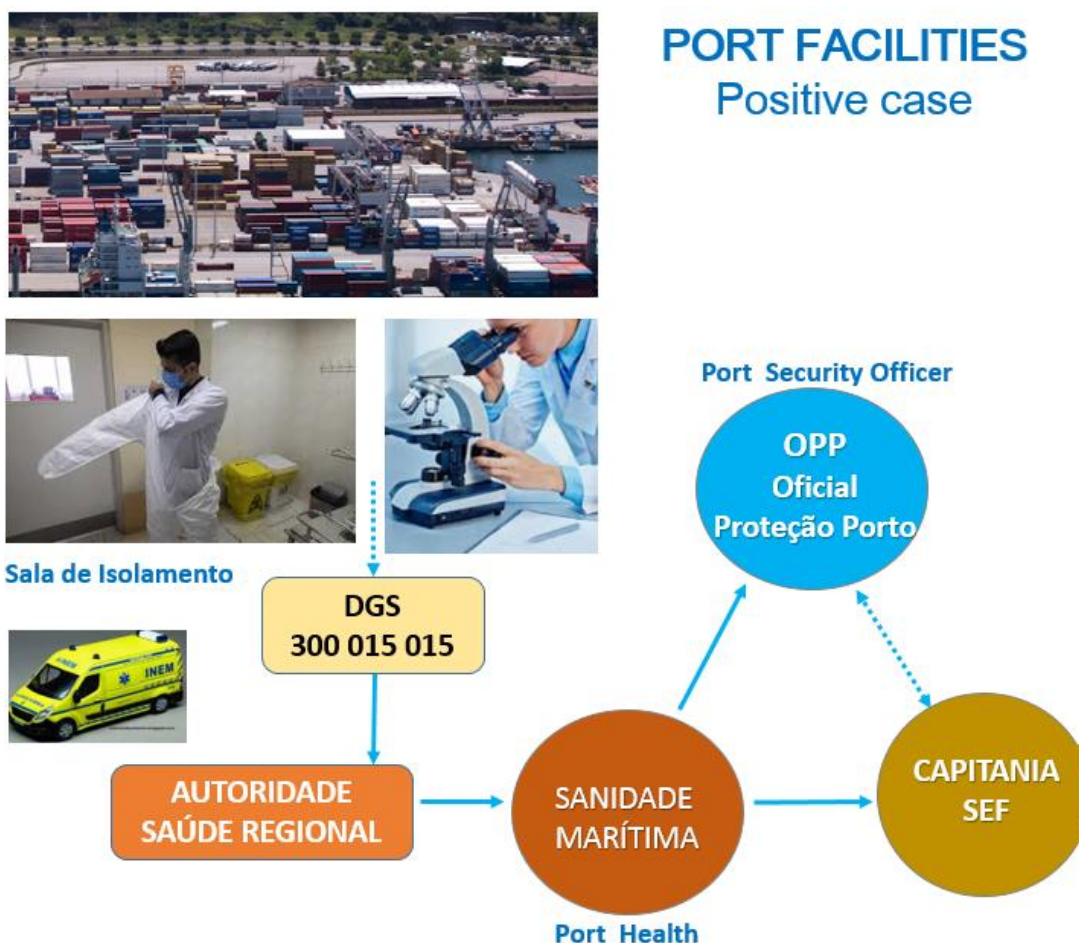 PORT FACILITIES
Positive case
Port Security Officer
OPP
Oficial
Proteção Porto
Sala de Isolamento
DGS
300 015 015
INEM
AUTORIDADE
SAÚDE REGIONAL
SANIDADE
MARÍTIMA
CAPITANIA
SEF
Port Health